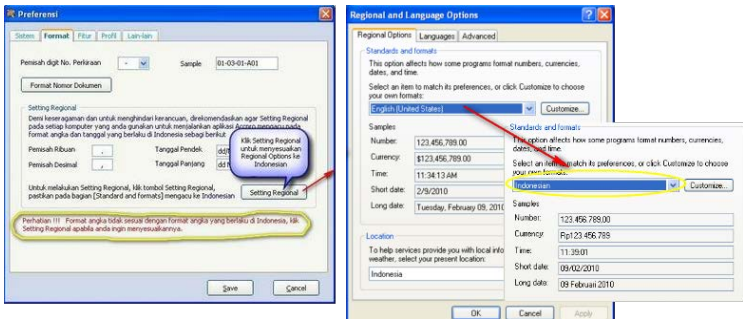 Preferensi
Sistem Format Fitur Profil Lain-lain
Pemisah digit No. Perkiraan - Sample 01-03-01-A01
Format Nomor Dokumen
Setting Regional
Demi keseragaman dan untuk menghindari kerancuan, direkomendasikan agar Setting Regional
pada setiap komputer yang anda gunakan untuk menjalankan aplikasi
format angka dan tanggal yang berlaku di Indonesia sebagai berikut
Pemisah Ribuan . Tanggal Pendek
Pemisah Desimal , Tanggal Panjang
Klik Setting Regional
untuk menyesuaikan
Regional Options ke
Indonesian
Untuk melakukan Setting Regional, klik tombol Setting Regional,
pastikan pada bagian [Standard and formats] mengacu ke Indonesian
Setting Regional
Perhatian !!! Format angka tidak sesuai dengan format angka yang berlaku di Indonesia, klik
Setting Regional apabila anda ingin menyesuaikannya.
Save Cancel
Regional and Language Options
Regional Options Languages Advanced
Standards and formats
This option affects how some programs format numbers, currencies,
dates, and time.
Select an item to match its preferences, or click Customize to choose
your own formats:
English (United States) Customize...
Samples
Number: 123,456,789.00
Currency: $123,456,789.00
Time: 11:34:13 AM
Short date: 2/9/2010
Long date: Tuesday, February 09, 2010
Location
To help services provide you with local
weather, select your present location:
Indonesia
OK Cancel Apply
Standards and formats
This option affects how some programs format numbers, currencies,
dates, and time.
Select an item to match its preferences, or click Customize to choose
your own formats:
Indonesian Customize...
Samples
Number: 123.456.789,00
Currency: Rp123.456.789
Time: 11:39:01
Short date: 09/02/2010
Long date: 09 Februari 2010